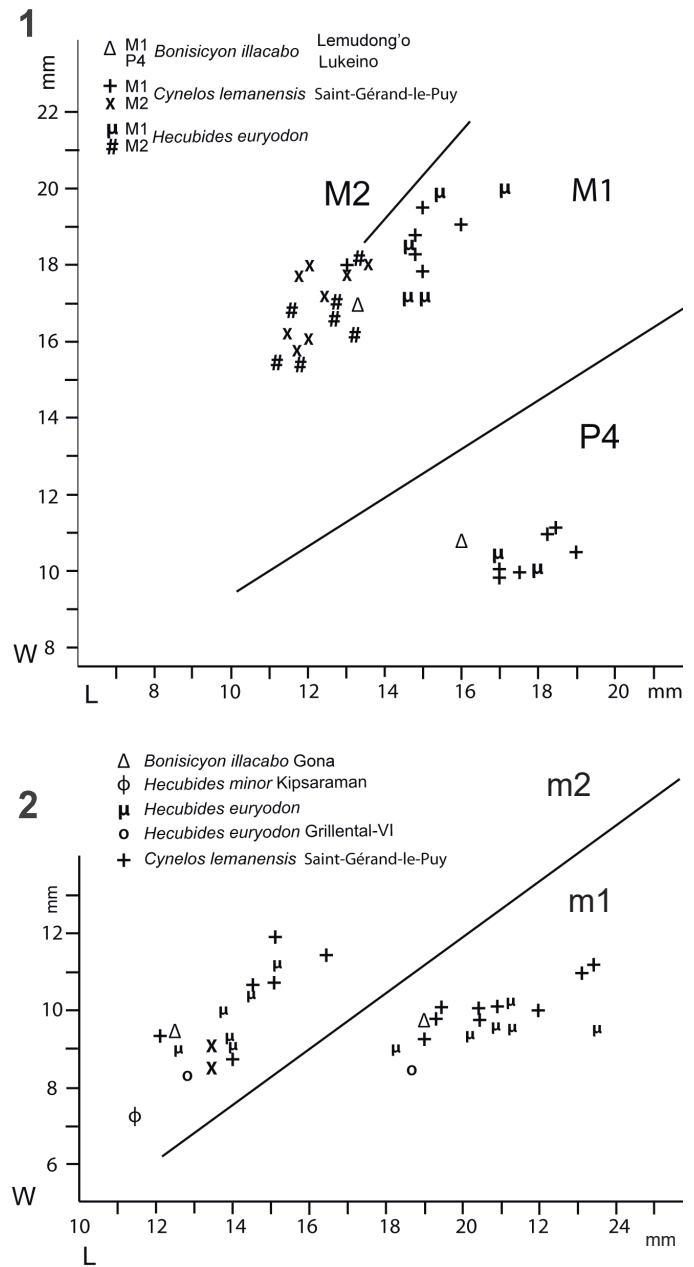 1
Δ M1 Bonisicyon illacabo Lemudong’o
P4 Lukeino
+ M1 Cynelos lemanensis Saint-Gérand-le-Puy
x M2
µ M1 Hecubides euryodon
# M2
mm
22
20
18
16
14
12
10
8
W
M2
M1
P4
L 8 10 12 14 16 18 20 mm
2
Δ Bonisicyon illacabo Gona
ϕ Hecubides minor Kipsaraman
µ Hecubides euryodon
o Hecubides euryodon Grillental-VI
+ Cynelos lemanensis Saint-Gérand-le-Puy
m2
m1
mm
12
10
8
6
W
10 12 14 16 18 20 12 24
mm
L